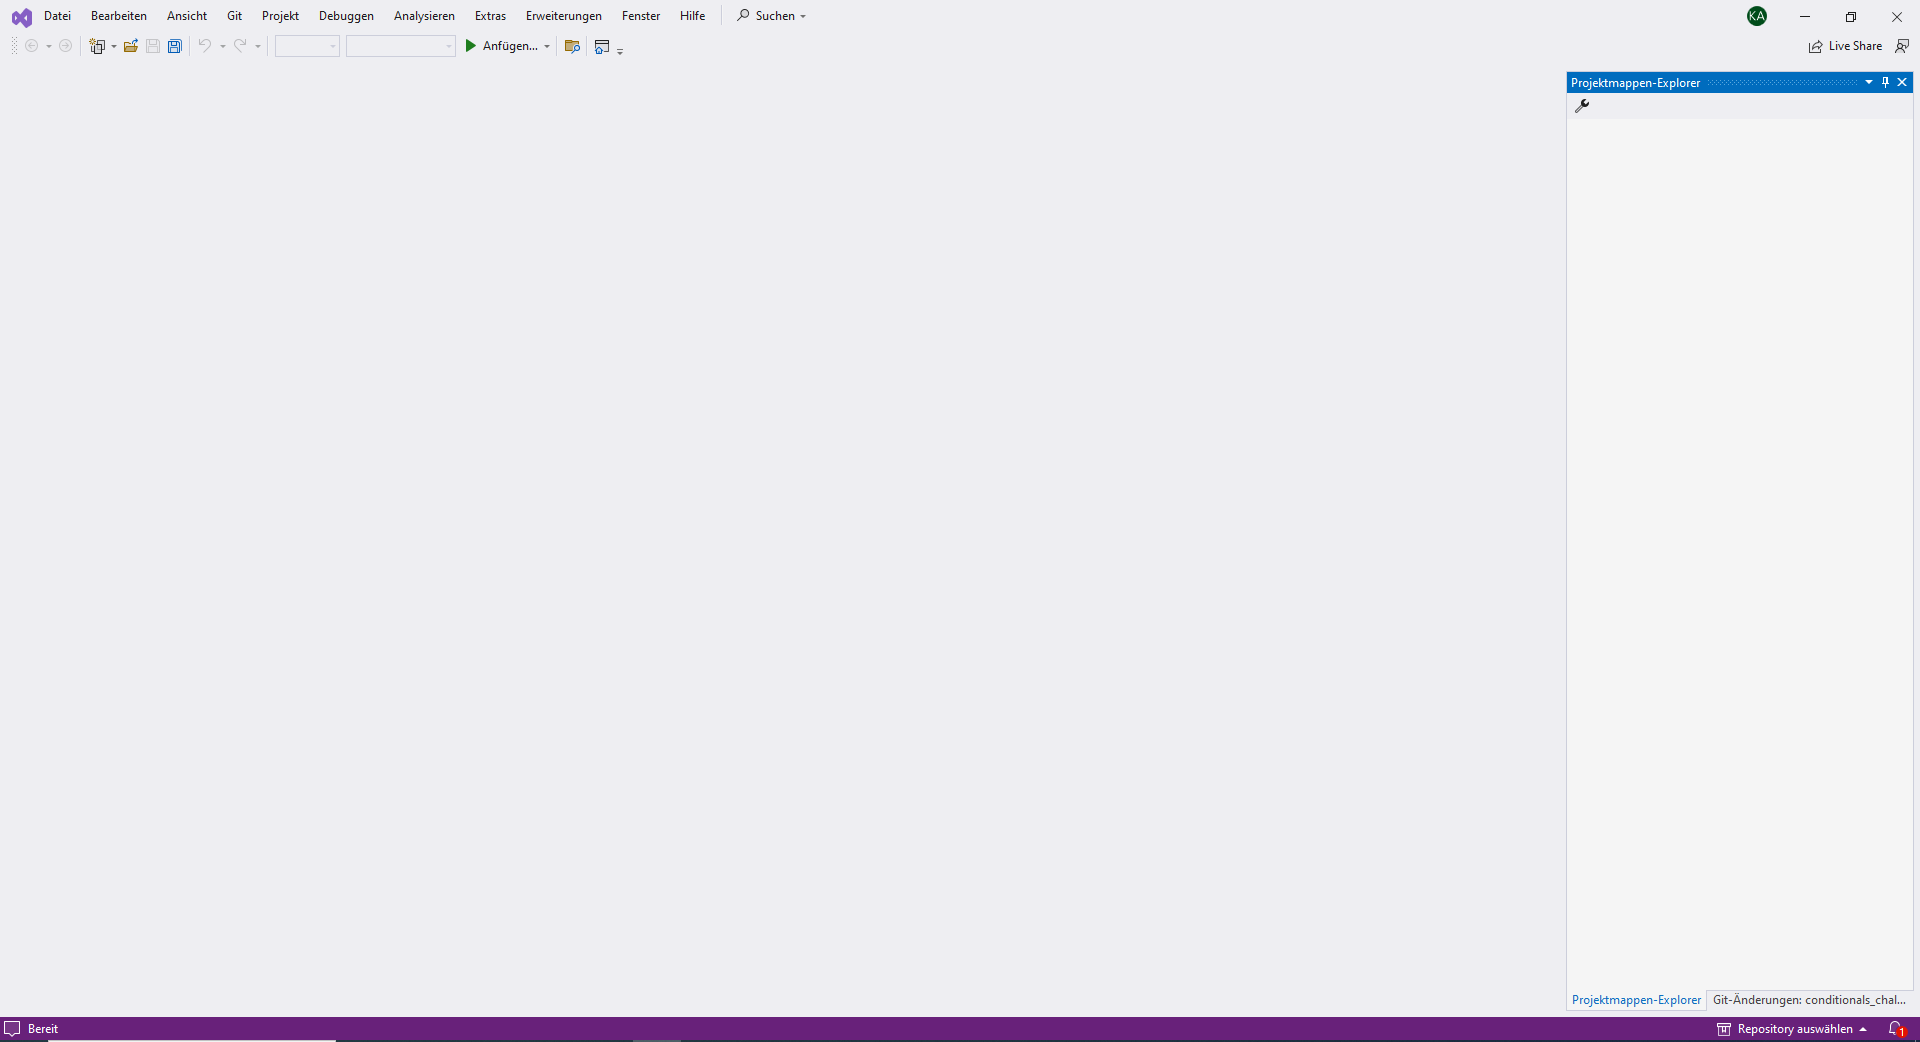 Datei Bearbeiten Ansicht Git Projekt Debuggen Analysieren Extras Erweiterungen Fenster Hilfe Suchen KA
Anfügen... Live Share
Projektmappen-Explorer
Projektmappen-Explorer Git-Änderungen: conditionals_chal...
Bereit Repository auswählen 1